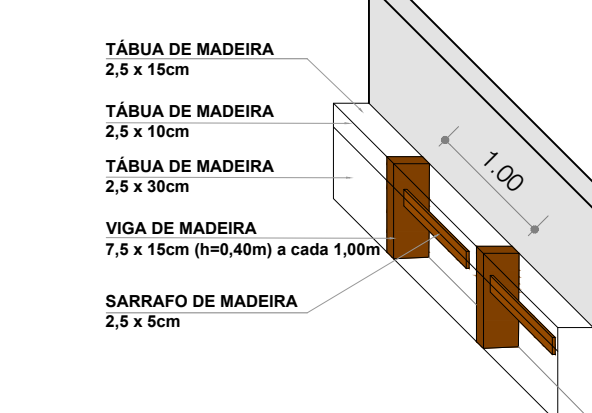 TÁBUA DE MADEIRA
2,5 x 15cm
TÁBUA DE MADEIRA
2,5 x 10cm
TÁBUA DE MADEIRA
2,5 x 30cm
VIGA DE MADEIRA
7,5 x 15cm (h=0,40m) a cada 1,00m
SARRAFO DE MADEIRA
2,5 x 5cm
1.00